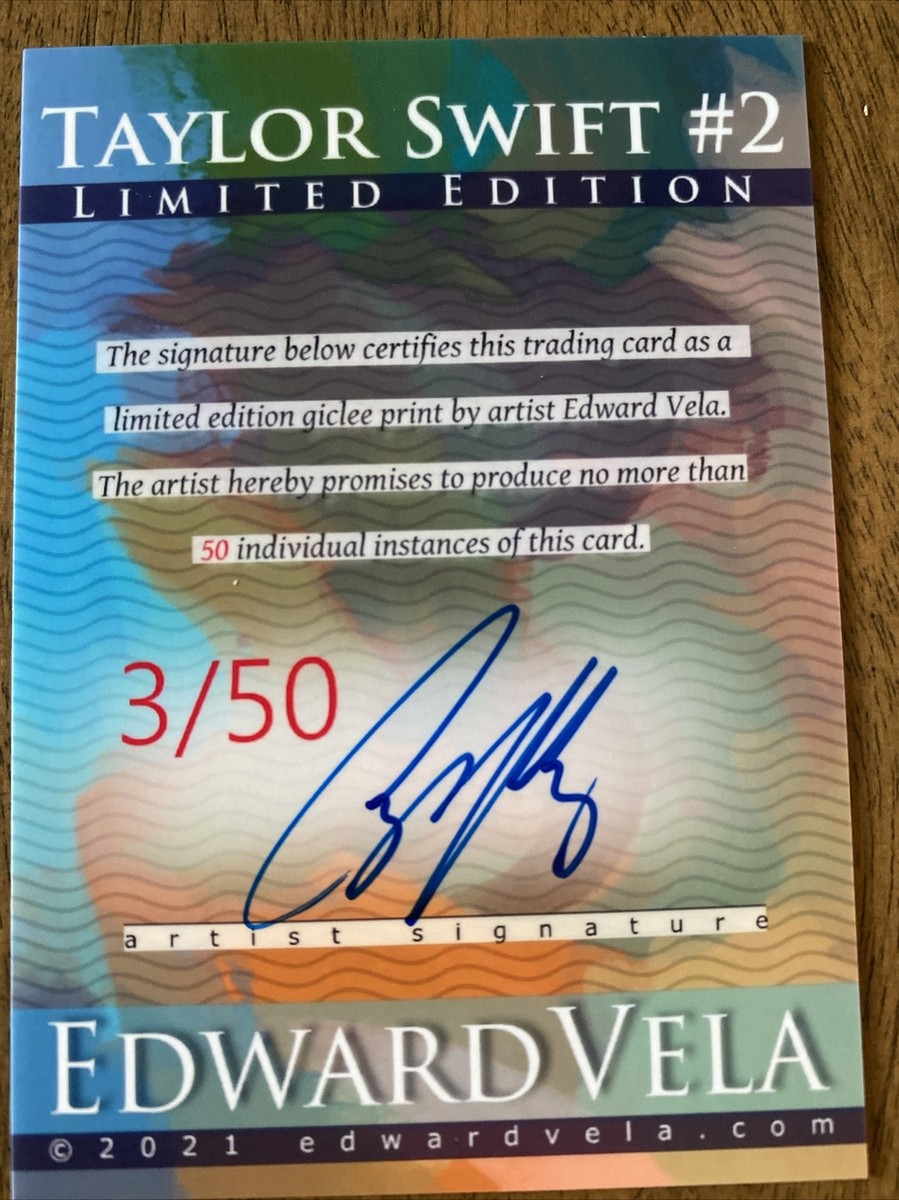 TAYLOR SWIFT #2
LIMITED EDITION
The signature below certifies this trading card as a
limited edition giclee print by artist Edward Vela.
The artist hereby promises to produce no more than
50 individual instances of this card.
3/50
artist signature
EDWARDVELA
© 2021 edwardvela.com